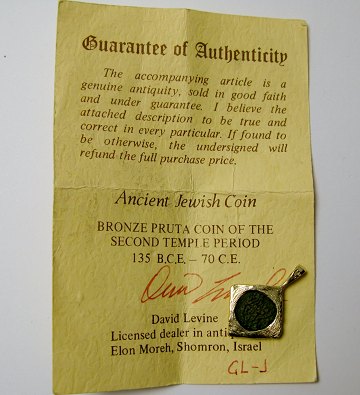 Guarantee of Authenticity
The accompanying article is a
genuine antiquity, sold in good faith
and under guarantee. I believe the
attached description to be true and
correct in every particular. If found to
be otherwise, the undersigned will
refund the full purchase price.
Ancient Jewish Coin
BRONZE PRUTA COIN OF THE
SECOND TEMPLE PERIOD
135 B.C.E. – 70 C.E.
David Levine
Licensed dealer in antiq
Elon Moreh, Shomron, Israel
GL-J